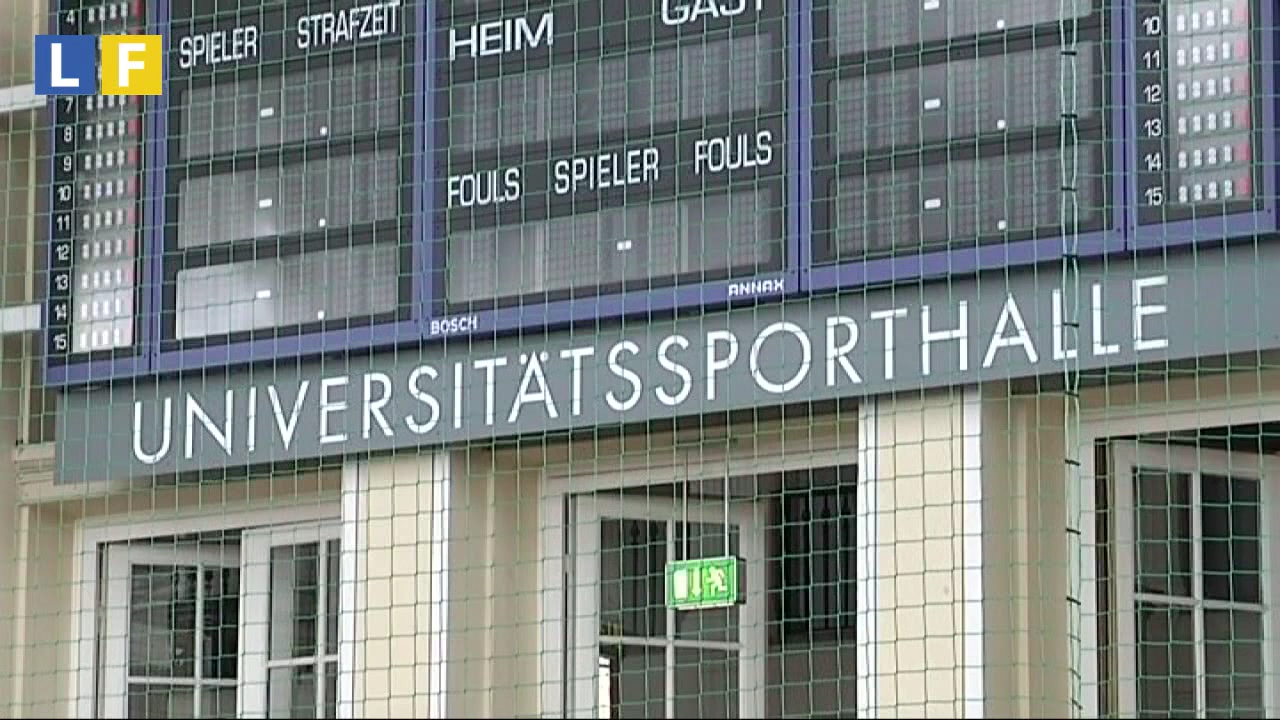 LF
SPIELER STRAFZEIT
HEIM GAST
FOULS SPIELER FOULS
4
7
8
9
10
11
12
13
14
15
10
11
12
13
14
15
BOSCH
ANNAX
UNIVERSITÄTSSPORTHALLE